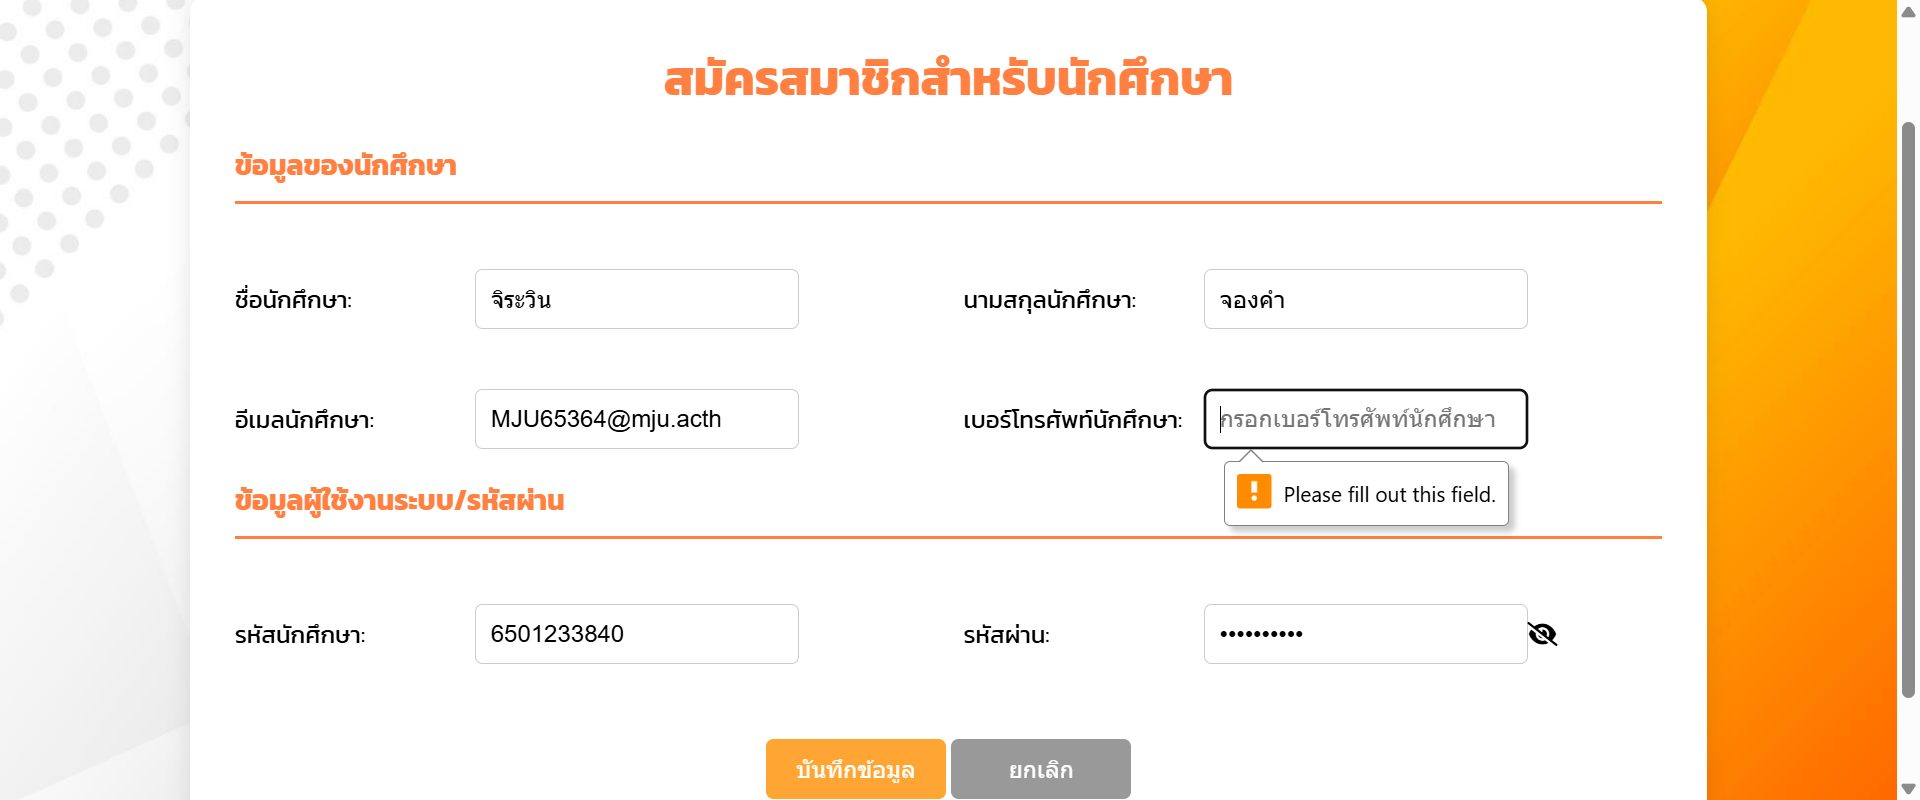 สมัครสมาชิกสำหรับนักศึกษา
ข้อมูลของนักศึกษา
ชื่อนักศึกษา: จิระวิน นามสกุลนักศึกษา: จองคำ
อีเมลนักศึกษา: MJU65364@mju.acth เบอร์โทรศัพท์นักศึกษา: กรอกเบอร์โทรศัพท์นักศึกษา
Please fill out this field.
ข้อมูลผู้ใช้งานระบบ/รหัสผ่าน
รหัสนักศึกษา: 6501233840 รหัสผ่าน: ••••••••••
บันทึกข้อมูล ยกเลิก